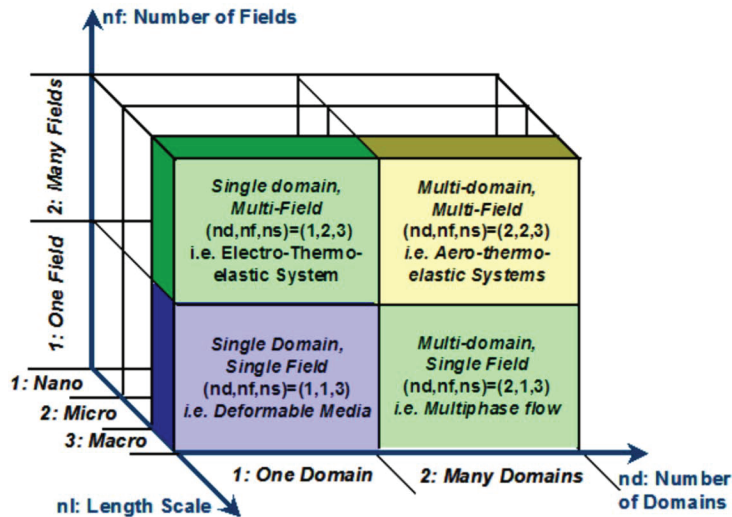 nf: Number of Fields
2: Many Fields
1: One Field
Single domain,
Multi-Field
(nd,nf,ns)=(1,2,3)
i.e. Electro-Thermo-
elastic System
Multi-domain,
Multi-Field
(nd,nf,ns)=(2,2,3)
i.e. Aero-thermo-
elastic Systems
Single Domain,
Single Field
(nd,nf,ns)=(1,1,3)
i.e. Deformable Media
Multi-domain,
Single Field
(nd,nf,ns)=(2,1,3)
i.e. Multiphase flow
1: Nano
2: Micro
3: Macro
1: One Domain
2: Many Domains
nd: Number
of Domains
nl: Length Scale